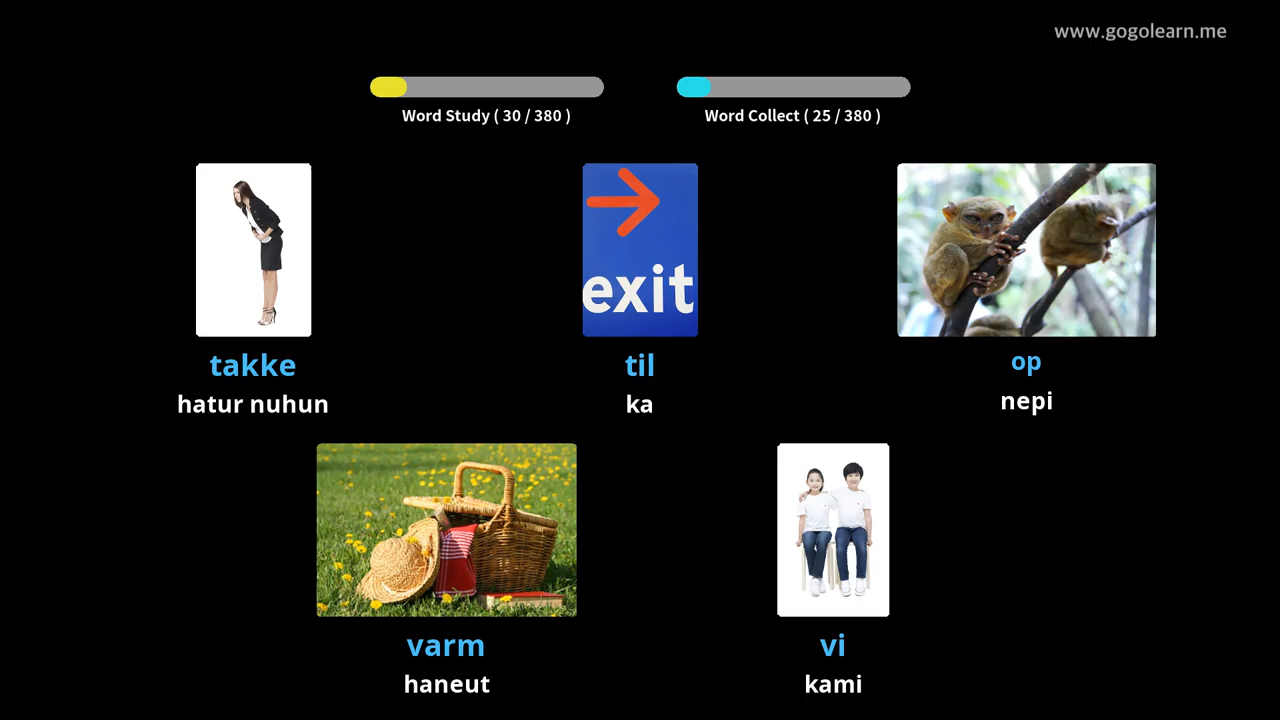 www.gogolearn.me
Word Study ( 30 / 380 )
Word Collect ( 25 / 380 )
exit
takke
hatur nuhun
til
ka
op
nepi
varm
haneut
vi
kami